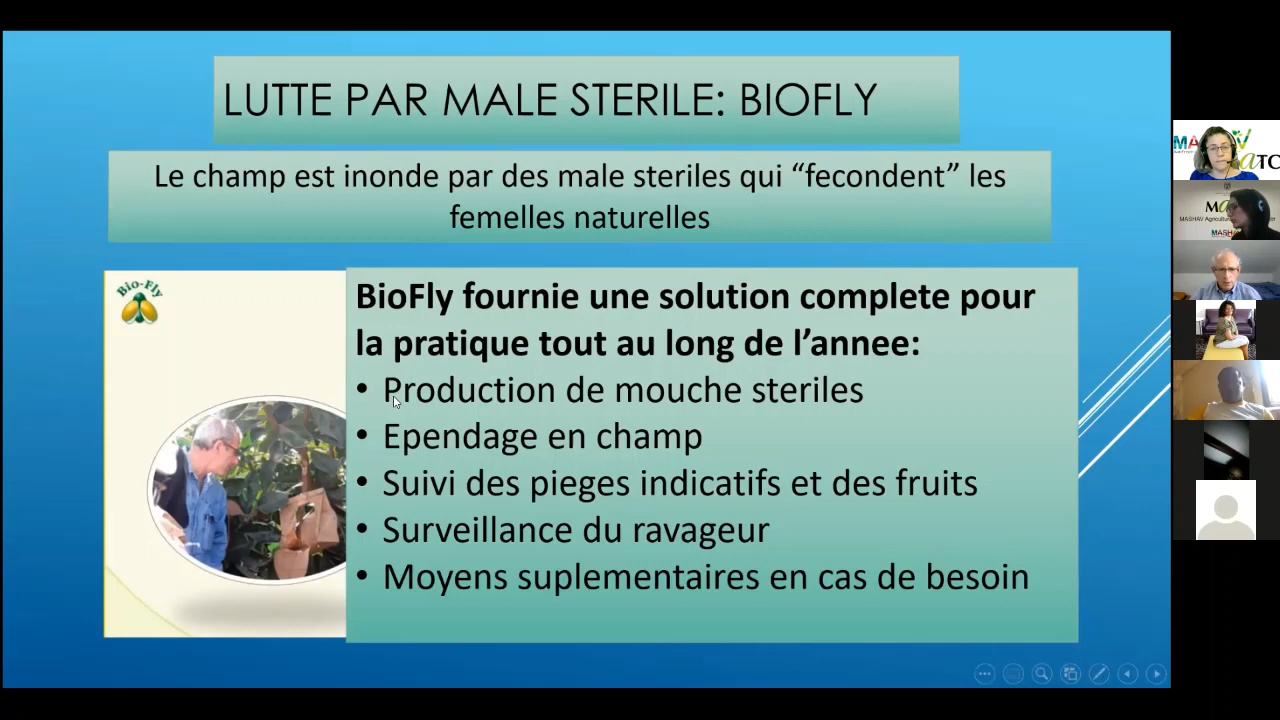 LUTTE PAR MALE STERILE: BIOFLY
Le champ est inonde par des male steriles qui “fecondent” les
femelles naturelles
Bio-Fly
BioFly fournie une solution complete pour
la pratique tout au long de l’annee:
• Production de mouche steriles
• Ependage en champ
• Suivi des pieges indicatifs et des fruits
• Surveillance du ravageur
• Moyens suplementaires en cas de besoin